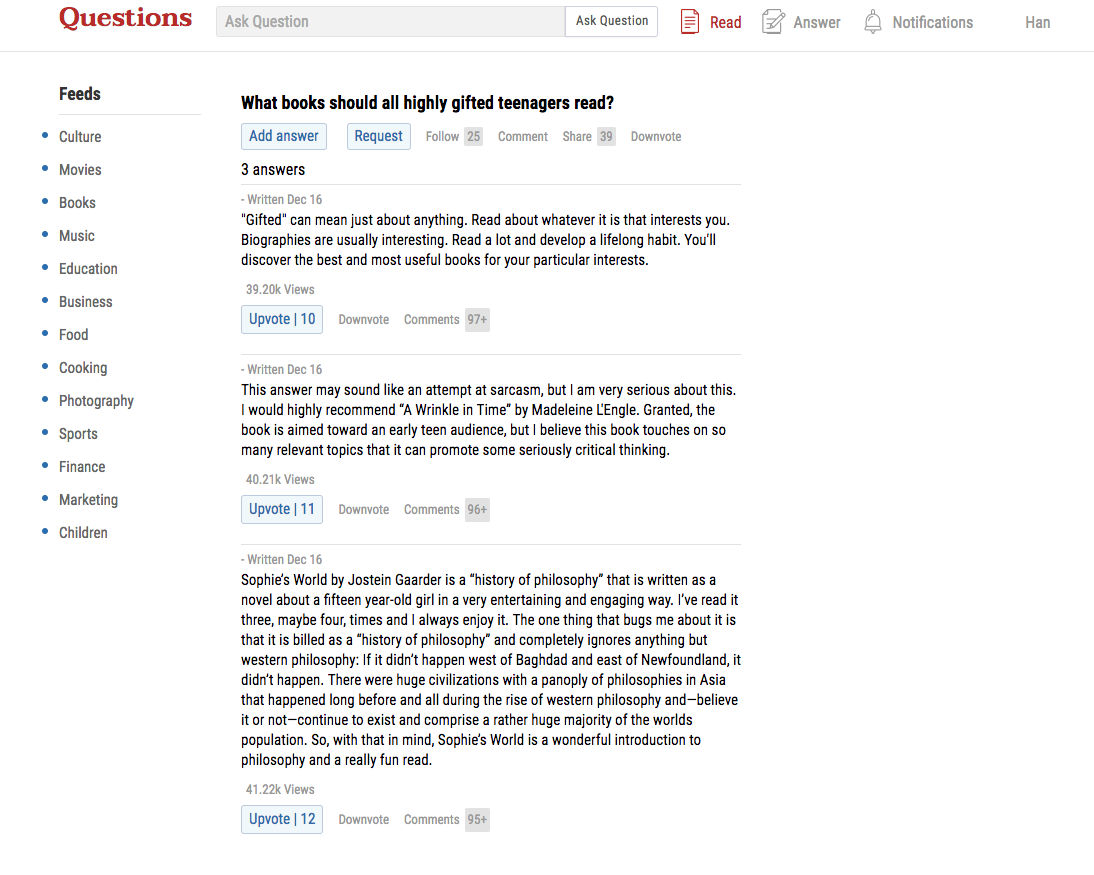 Questions
Ask Question
Ask Question
Read
Answer
Notifications
Han
Feeds
Culture
Movies
Books
Music
Education
Business
Food
Cooking
Photography
Sports
Finance
Marketing
Children
What books should all highly gifted teenagers read?
Add answer
Request
Follow 25
Comment
Share 39
Downvote
3 answers
- Written Dec 16
"Gifted" can mean just about anything. Read about whatever it is that interests you.
Biographies are usually interesting. Read a lot and develop a lifelong habit. You'll
discover the best and most useful books for your particular interests.
39.20k Views
Upvote | 10
Downvote
Comments 97+
- Written Dec 16
This answer may sound like an attempt at sarcasm, but I am very serious about this.
I would highly recommend “A Wrinkle in Time” by Madeleine L'Engle. Granted, the
book is aimed toward an early teen audience, but I believe this book touches on so
many relevant topics that it can promote some seriously critical thinking.
40.21k Views
Upvote | 11
Downvote
Comments 96+
- Written Dec 16
Sophie’s World by Jostein Gaarder is a “history of philosophy” that is written as a
novel about a fifteen year-old girl in a very entertaining and engaging way. I’ve read it
three, maybe four, times and I always enjoy it. The one thing that bugs me about it is
that it is billed as a “history of philosophy” and completely ignores anything but
western philosophy: If it didn’t happen west of Baghdad and east of Newfoundland, it
didn’t happen. There were huge civilizations with a panoply of philosophies in Asia
that happened long before and all during the rise of western philosophy and—believe
it or not—continue to exist and comprise a rather huge majority of the worlds
population. So, with that in mind, Sophie’s World is a wonderful introduction to
philosophy and a really fun read.
41.22k Views
Upvote | 12
Downvote
Comments 95+